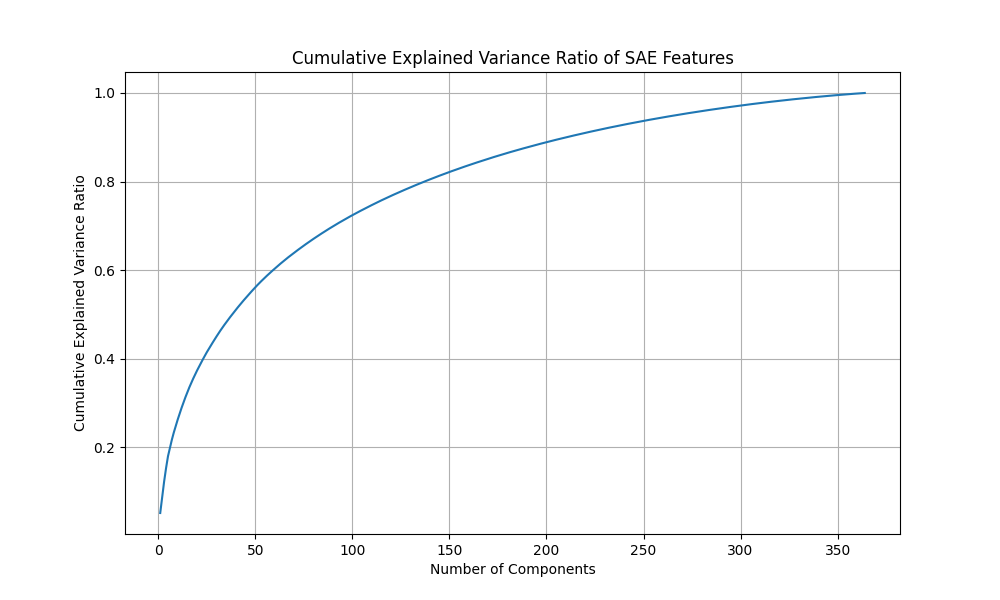 Cumulative Explained Variance Ratio of SAE Features
Cumulative Explained Variance Ratio
1.0
0.8
0.6
0.4
0.2
0 50 100 150 200 250 300 350
Number of Components